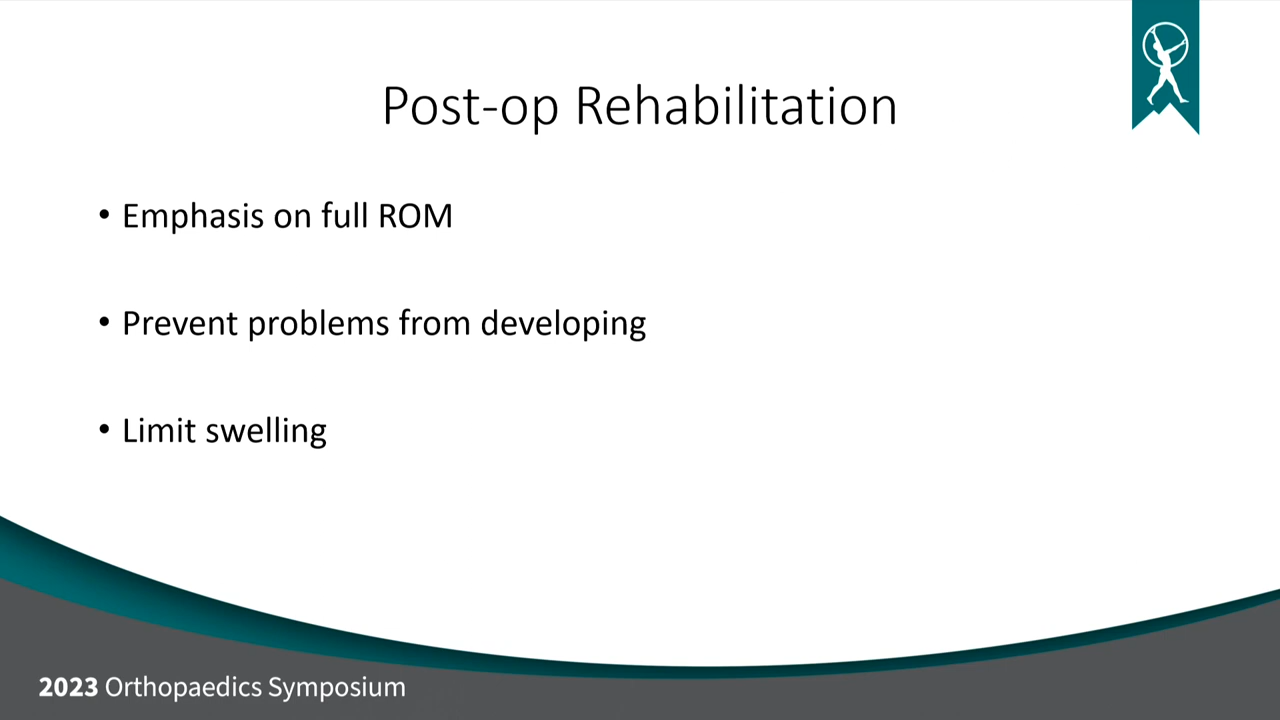 Post-op Rehabilitation
• Emphasis on full ROM
• Prevent problems from developing
• Limit swelling
2023 Orthopaedics Symposium